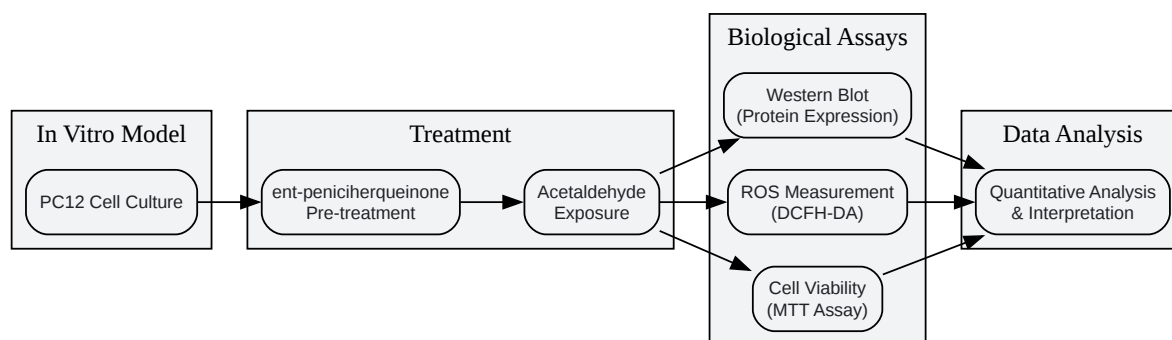 In Vitro Model
PC12 Cell Culture
Treatment
ent-peniciherqueinone
Pre-treatment
Acetaldehyde
Exposure
Biological Assays
Western Blot
(Protein Expression)
ROS Measurement
(DCFH-DA)
Cell Viability
(MTT Assay)
Data Analysis
Quantitative Analysis
& Interpretation